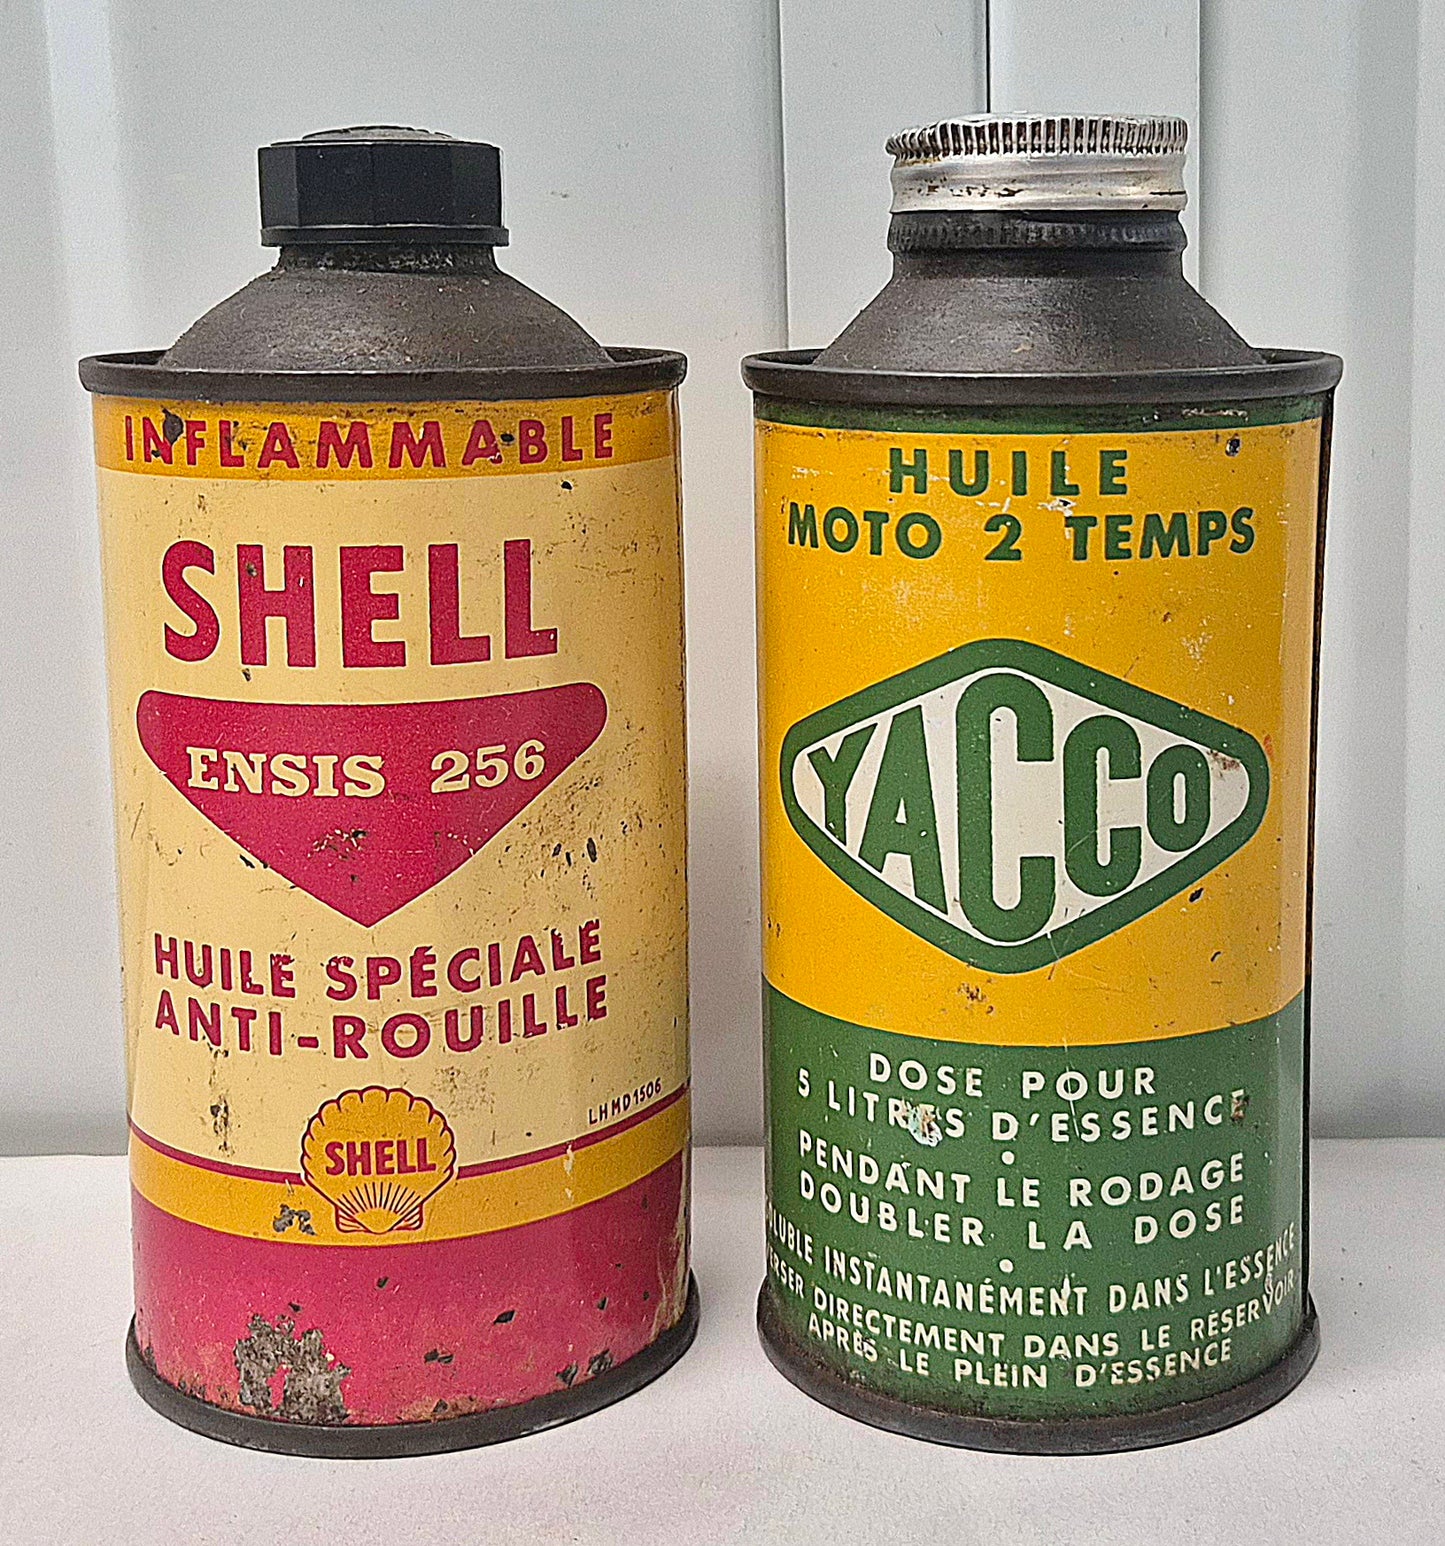 INFLAMMABLE
SHELL
ENSIS 256
HUILE SPÉCIALE
ANTI-ROUILLE
LHMD1506
SHELL
HUILE
MOTO 2 TEMPS
YACCO
DOSE POUR
5 LITRES D'ESSENCE
PENDANT LE RODAGE
DOUBLER LA DOSE
INSTANTANÉMENT DANS L'ESSENCE
DIRECTEMENT DANS LE RÉSERVOIR
APRÈS LE PLEIN D'ESSENCE